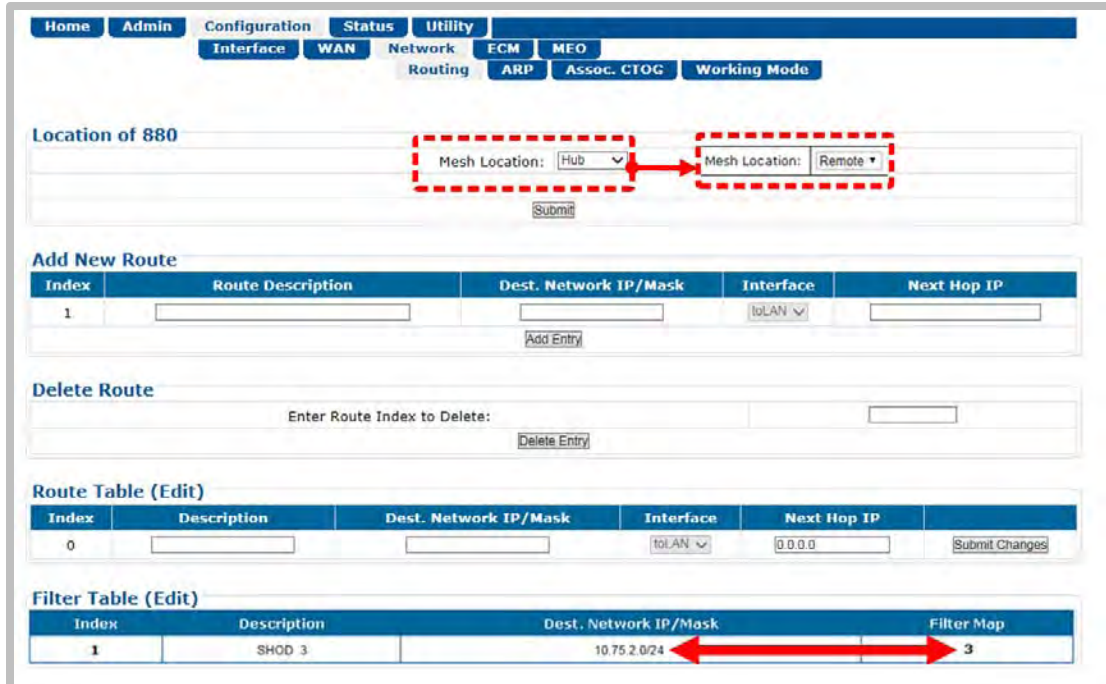 Home Admin Configuration Status Utility
Interface WAN Network ECM MEO
Routing ARP Assoc. CTOG Working Mode
Location of 880
Mesh Location: Hub Mesh Location: Remote
Submit
Add New Route
Index Route Description Dest. Network IP/Mask Interface Next Hop IP
1 toLAN
Add Entry
Delete Route
Enter Route Index to Delete:
Delete Entry
Route Table (Edit)
Index Description Dest. Network IP/Mask Interface Next Hop IP
0 toLAN 0.0.0.0 Submit Changes
Filter Table (Edit)
Index Description Dest. Network IP/Mask Filter Map
1 SHOD 3 10.75.2.0/24 3